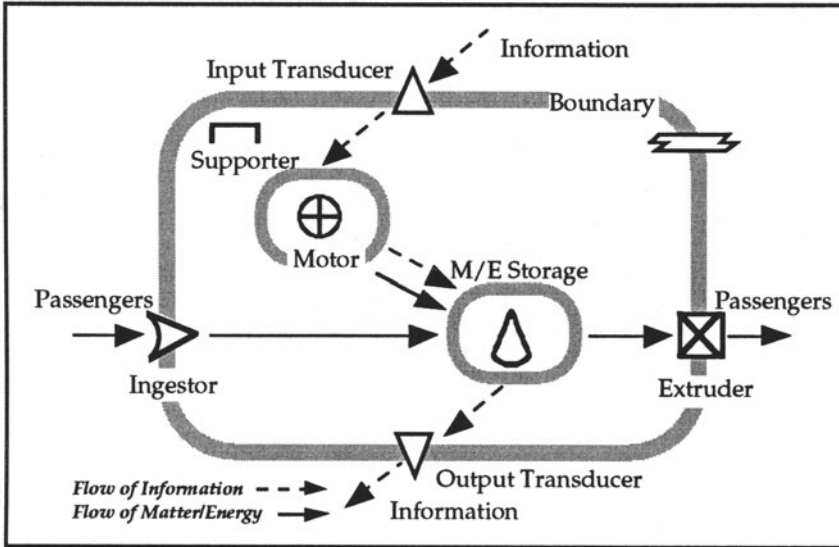 Information
Input Transducer
Boundary
Supporter
Motor
M/E Storage
Passengers
Passengers
Ingestor
Extruder
Output Transducer
Flow of Information
Information
Flow of Matter/Energy